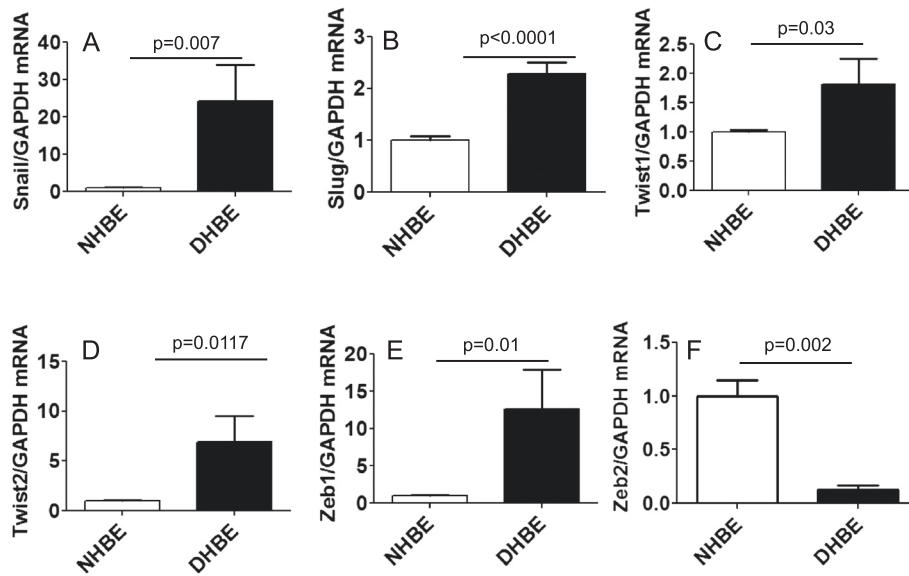 A
p=0.007
Snail/GAPDH mRNA
40
30
20
10
0
NHBE
DHBE
B
p<0.0001
Slug/GAPDH mRNA
3
2
1
0
NHBE
DHBE
C
p=0.03
Twist1/GAPDH mRNA
2.5
2.0
1.5
1.0
0.5
0.0
NHBE
DHBE
D
p=0.0117
Twist2/GAPDH mRNA
15
10
5
0
NHBE
DHBE
E
p=0.01
Zeb1/GAPDH mRNA
20
15
10
5
0
NHBE
DHBE
F
p=0.002
Zeb2/GAPDH mRNA
1.5
1.0
0.5
0.0
NHBE
DHBE